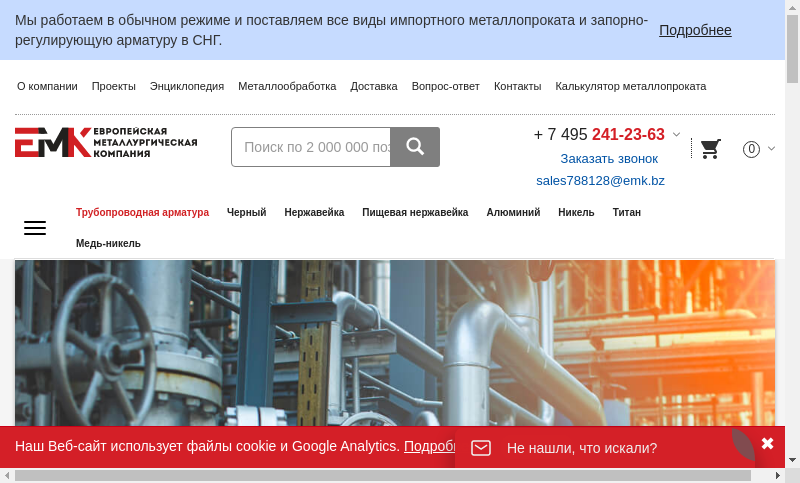 Мы работаем в обычном режиме и поставляем все виды импортного металлопроката и запорно-
регулирующую арматуру в СНГ.
Подробнее
О компании Проекты Энциклопедия Металлообработка Доставка Вопрос-ответ Контакты Калькулятор металлопроката
ЕМК ЕВРОПЕЙСКАЯ
МЕТАЛЛУРГИЧЕСКАЯ
КОМПАНИЯ
Поиск по 2 000 000 поз
+ 7 495 241-23-63
Заказать звонок
sales788128@emk.bz
0
Трубопроводная арматура Черный Нержавейка Пищевая нержавейка Алюминий Никель Титан
Медь-никель
Наш Веб-сайт использует файлы cookie и Google Analytics. Подробн
Не нашли, что искали?